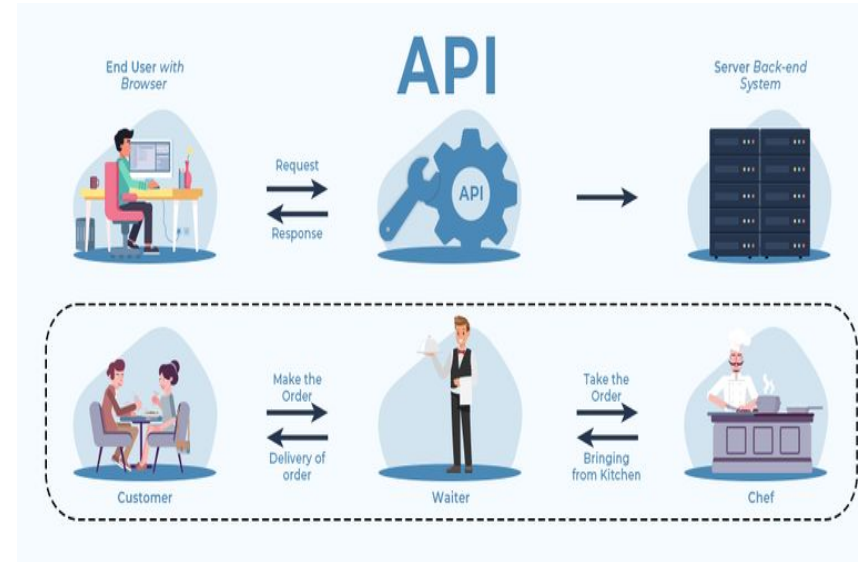 API
End User with
Browser
Server Back-end
System
Request
Response
API
Make the
Order
Delivery of
order
Take the
Order
Bringing
from Kitchen
Customer
Waiter
Chef